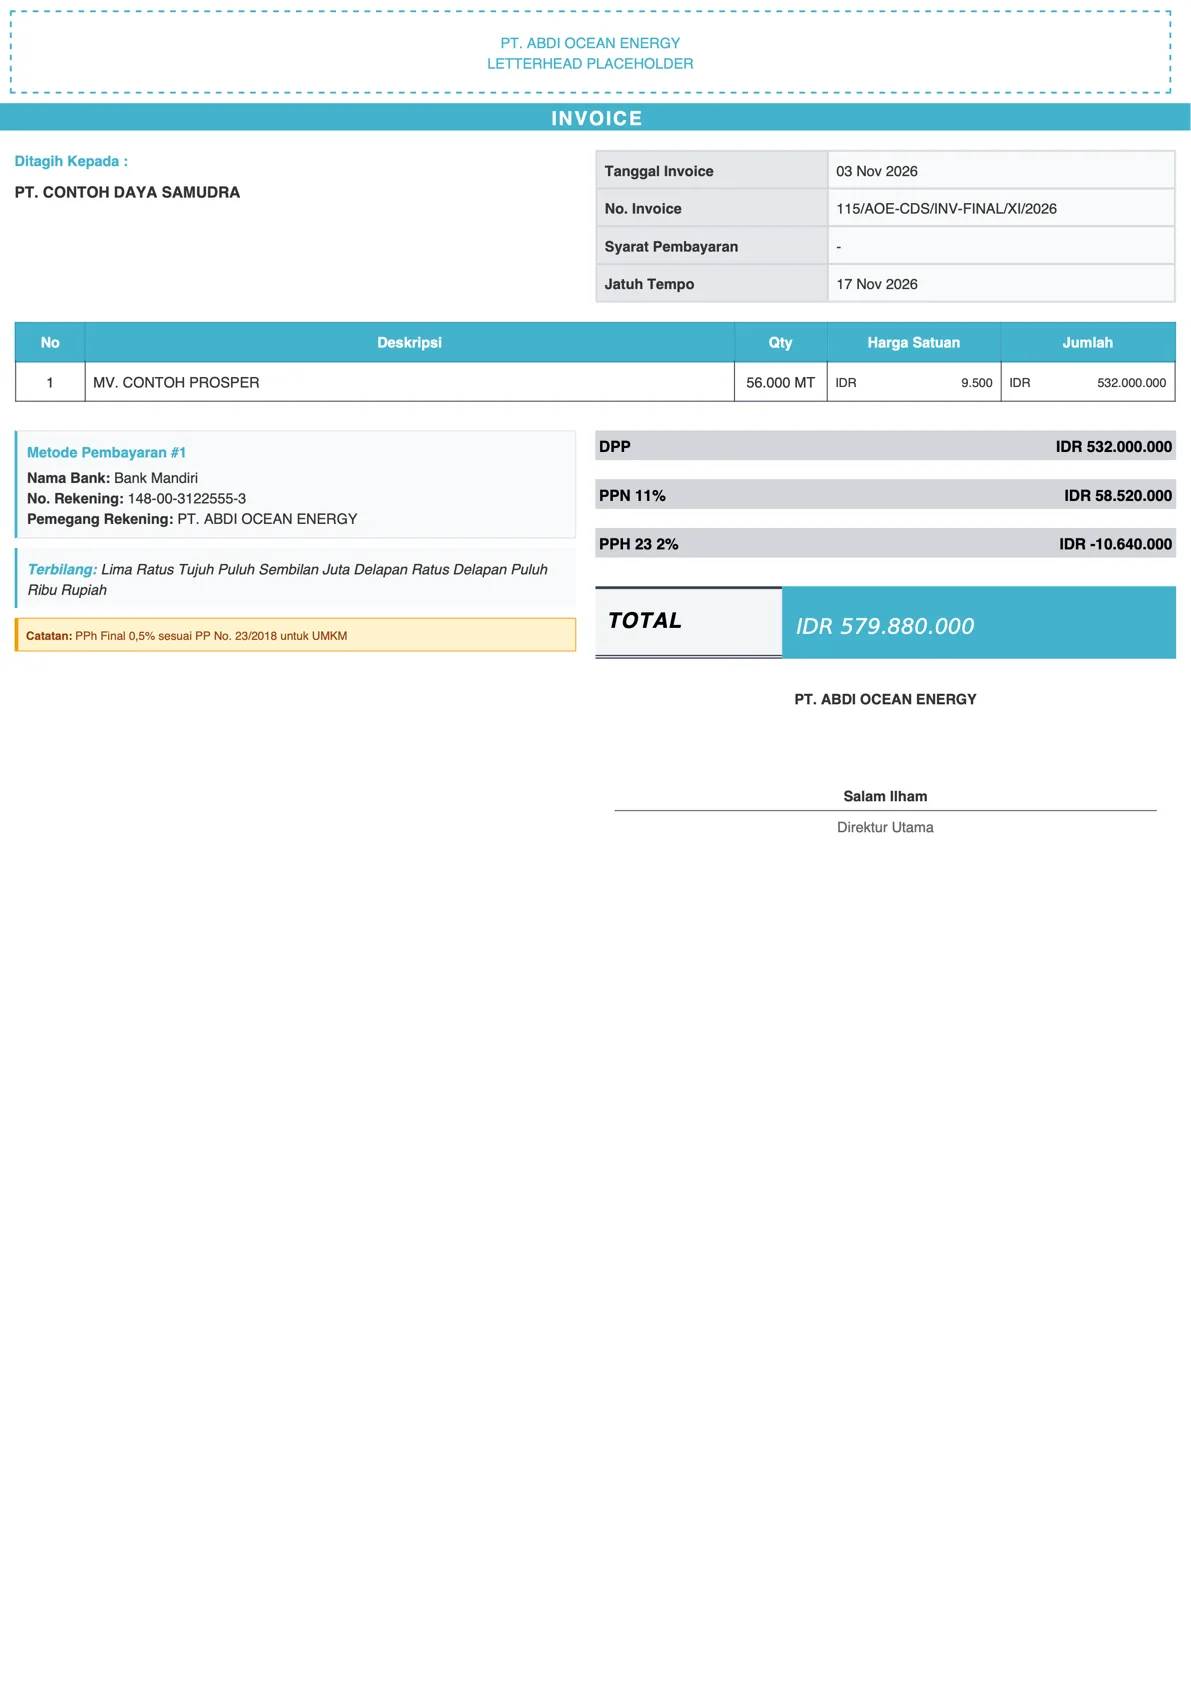 PT. ABDI OCEAN ENERGY
LETTERHEAD PLACEHOLDER
INVOICE
Ditagih Kepada :
PT. CONTOH DAYA SAMUDRA
Tanggal Invoice 03 Nov 2026
No. Invoice 115/AOE-CDS/INV-FINAL/XI/2026
Syarat Pembayaran -
Jatuh Tempo 17 Nov 2026
No Deskripsi Qty Harga Satuan Jumlah
1 MV. CONTOH PROSPER 56.000 MT IDR 9.500 IDR 532.000.000
Metode Pembayaran #1
Nama Bank: Bank Mandiri
No. Rekening: 148-00-3122555-3
Pemegang Rekening: PT. ABDI OCEAN ENERGY
Terbilang: Lima Ratus Tujuh Puluh Sembilan Juta Delapan Ratus Delapan Puluh
Ribu Rupiah
Catatan: PPh Final 0,5% sesuai PP No. 23/2018 untuk UMKM
DPP IDR 532.000.000
PPN 11% IDR 58.520.000
PPH 23 2% IDR -10.640.000
TOTAL IDR 579.880.000
PT. ABDI OCEAN ENERGY
Salam Ilham
Direktur Utama